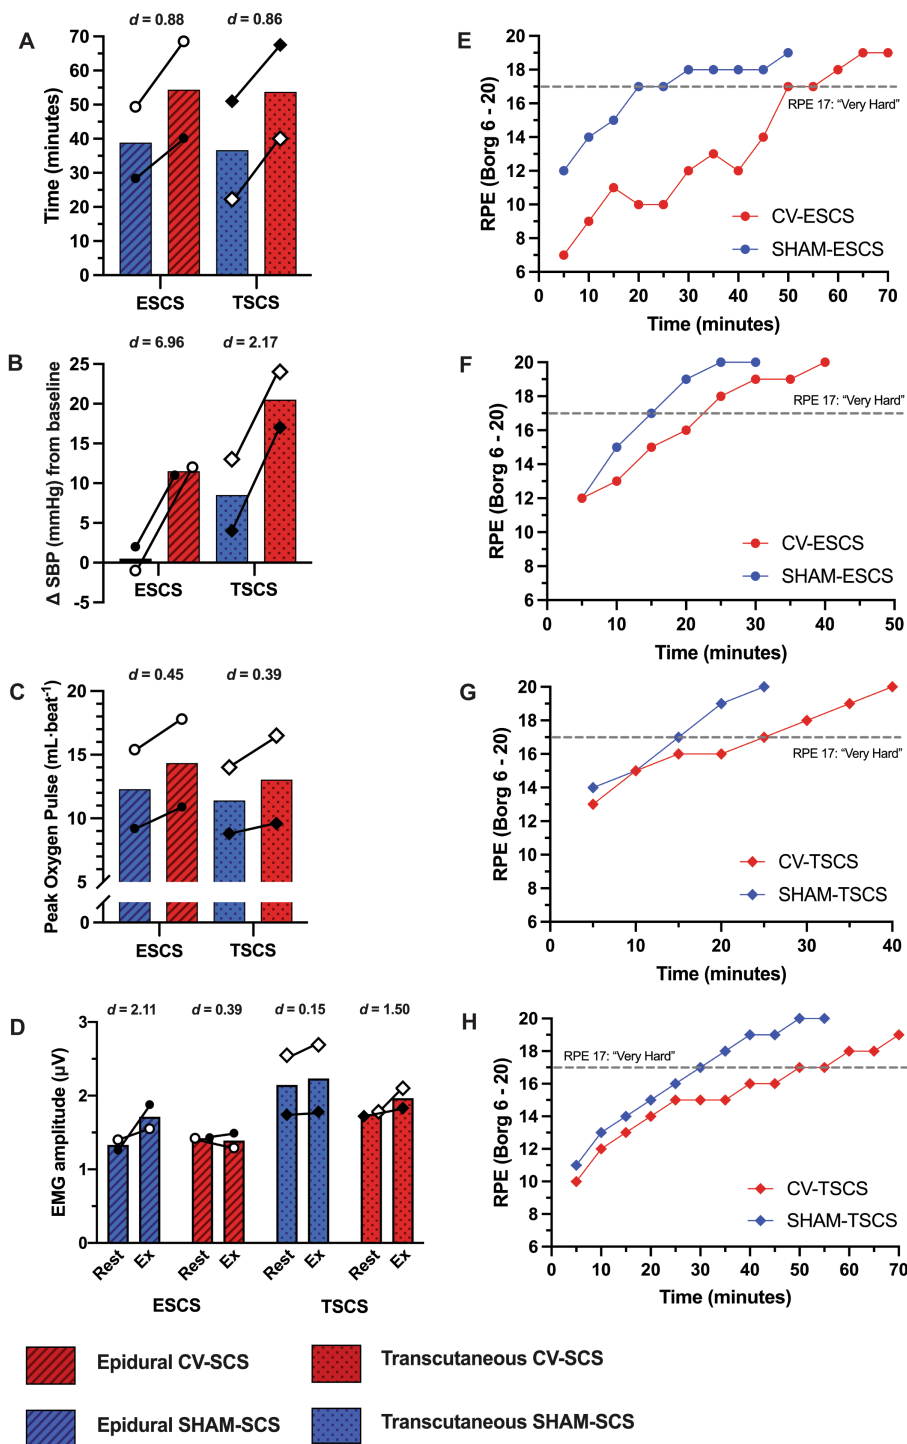 A
d = 0.88
d = 0.86
Time (minutes)
70
60
50
40
30
20
10
0
ESCS
TSCS
B
d = 6.96
d = 2.17
Δ SBP (mmHg) from baseline
25
20
15
10
5
0
-5
ESCS
TSCS
C
d = 0.45
d = 0.39
Peak Oxygen Pulse (mL·beat-1)
20
15
10
5
0
ESCS
TSCS
D
d = 2.11
d = 0.39
d = 0.15
d = 1.50
EMG amplitude (μV)
3
2
1
0
Rest
Ex
Rest
Ex
Rest
Ex
Rest
Ex
ESCS
TSCS
E
RPE (Borg 6 - 20)
20
18
16
14
12
10
8
6
RPE 17: “Very Hard”
CV-ESCS
SHAM-ESCS
0 10 20 30 40 50 60 70
Time (minutes)
F
RPE (Borg 6 - 20)
20
18
16
14
12
10
8
6
RPE 17: “Very Hard”
CV-ESCS
SHAM-ESCS
0 10 20 30 40 50
Time (minutes)
G
RPE (Borg 6 - 20)
20
18
16
14
12
10
8
6
RPE 17: “Very Hard”
CV-TSCS
SHAM-TSCS
0 10 20 30 40
Time (minutes)
H
RPE (Borg 6 - 20)
20
18
16
14
12
10
8
6
RPE 17: “Very Hard”
CV-TSCS
SHAM-TSCS
0 10 20 30 40 50 60 70
Time (minutes)
Epidural CV-SCS
Transcutaneous CV-SCS
Epidural SHAM-SCS
Transcutaneous SHAM-SCS